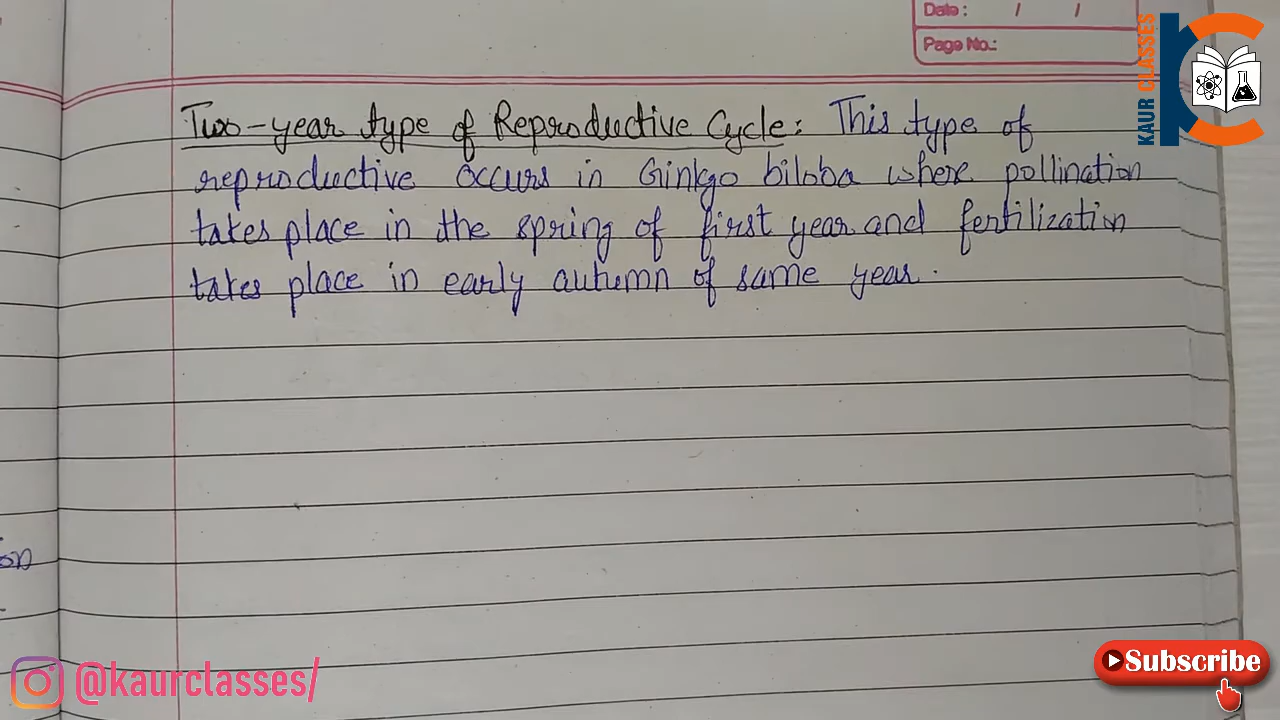 Date : / /
Page No.:
KAUR CLASSES
Two-year type of Reproductive Cycle: This type of
reproductive occurs in Ginkgo biloba where pollination
takes place in the spring of first year and fertilization
takes place in early autumn of same year.
on
@kaurclasses/
Subscribe